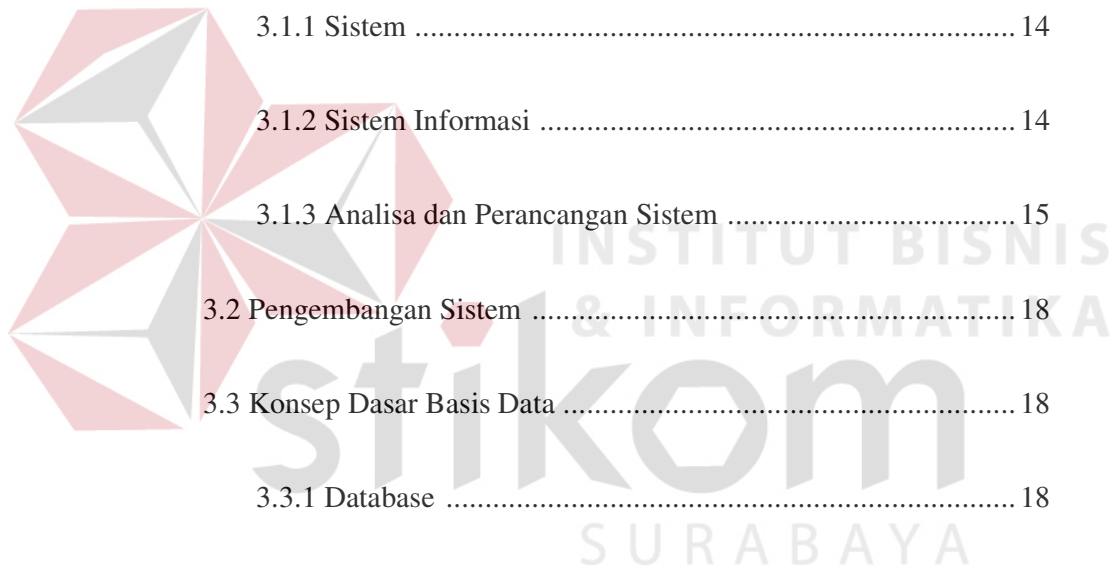 3.1.1 Sistem ................................................................................. 14
3.1.2 Sistem Informasi ................................................................ 14
3.1.3 Analisa dan Perancangan Sistem ....................................... 15
INSTITUT BISNIS
3.2 Pengembangan Sistem ................................................................. 18
& INFORMATIKA
stikom
3.3 Konsep Dasar Basis Data ............................................................. 18
3.3.1 Database ............................................................................. 18
SURABAYA